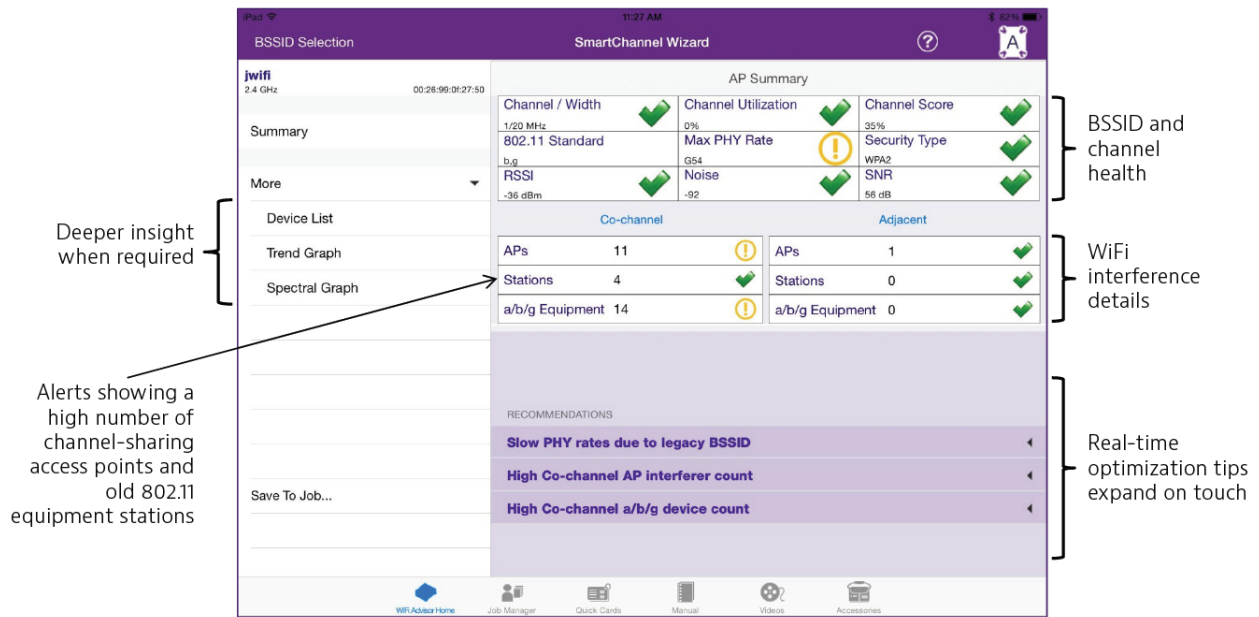 iPad
11:27 AM
82%
BSSID Selection
SmartChannel Wizard
?
A
jwifi
2.4 GHz
00:26:99:0f:27:50
Summary
More
Device List
Trend Graph
Spectral Graph
Save To Job...
AP Summary
Channel / Width
1/20 MHz
Channel Utilization
0%
Channel Score
35%
802.11 Standard
b,g
Max PHY Rate
G54
Security Type
WPA2
RSSI
-36 dBm
Noise
-92
SNR
56 dB
Co-channel
Adjacent
APs 11
APs 1
Stations 4
Stations 0
a/b/g Equipment 14
a/b/g Equipment 0
RECOMMENDATIONS
Slow PHY rates due to legacy BSSID
High Co-channel AP interferer count
High Co-channel a/b/g device count
WiFi Advisor Home
Job Manager
Quick Cards
Manual
Videos
Accessories
Deeper insight
when required
Alerts showing a
high number of
channel-sharing
access points and
old 802.11
equipment stations
BSSID and
channel
health
WiFi
interference
details
Real-time
optimization tips
expand on touch